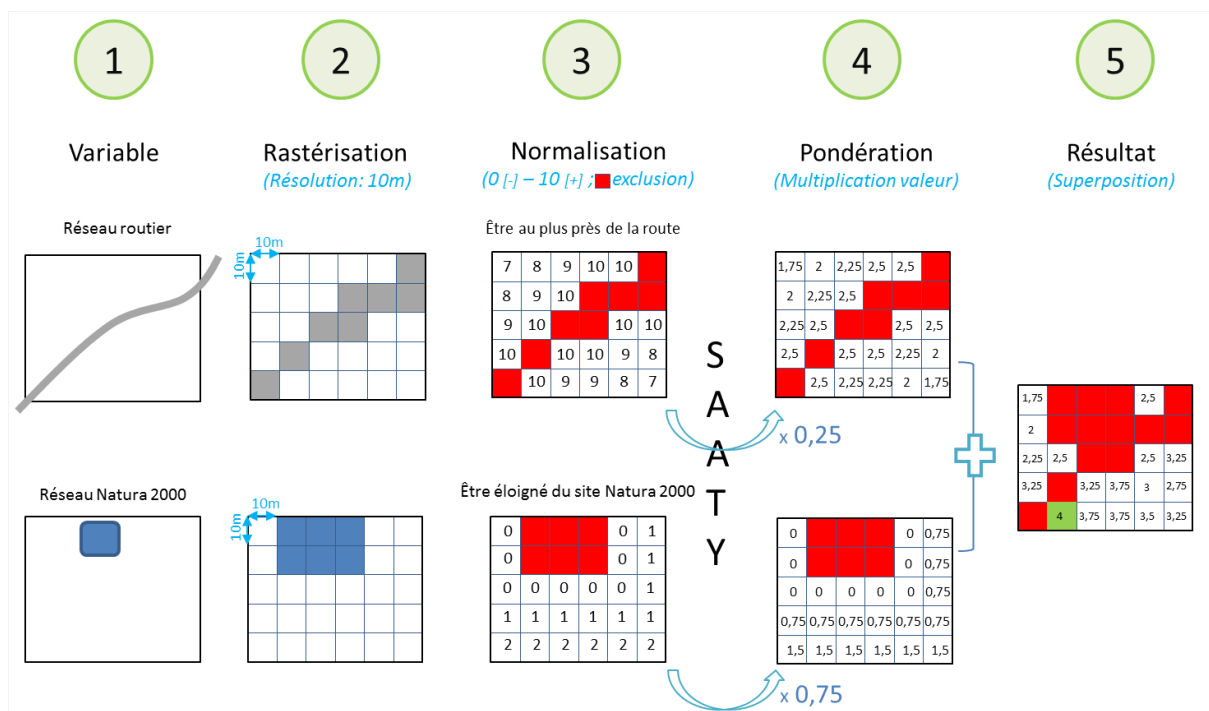 1 2 3 4 5
Variable Rastérisation Normalisation Pondération Résultat
(Résolution: 10m) (0 [-] – 10 [+] ; exclusion) (Multiplication valeur) (Superposition)
Réseau routier
10m
10m
Être au plus près de la route
7 8 9 10 10
8 9 10
9 10 10 10
10 10 10 9 8
10 9 9 8 7
SAATY
1,75 2 2,25 2,5 2,5
2 2,25 2,5
2,25 2,5 2,5 2,5
2,5 2,5 2,5 2,25 2
2,5 2,25 2,25 2 1,75
x 0,25
1,75 2,5
2
2,25 2,5 2,5 3,25
3,25 3,25 3,75 3 2,75
4 3,75 3,75 3,5 3,25
Réseau Natura 2000
10m
10m
Être éloigné du site Natura 2000
0 0 1
0 0 1
0 0 0 0 0 1
1 1 1 1 1 1
2 2 2 2 2 2
0 0 0,75
0 0 0,75
0 0 0 0 0 0,75
0,75 0,75 0,75 0,75 0,75 0,75
1,5 1,5 1,5 1,5 1,5 1,5
x 0,75